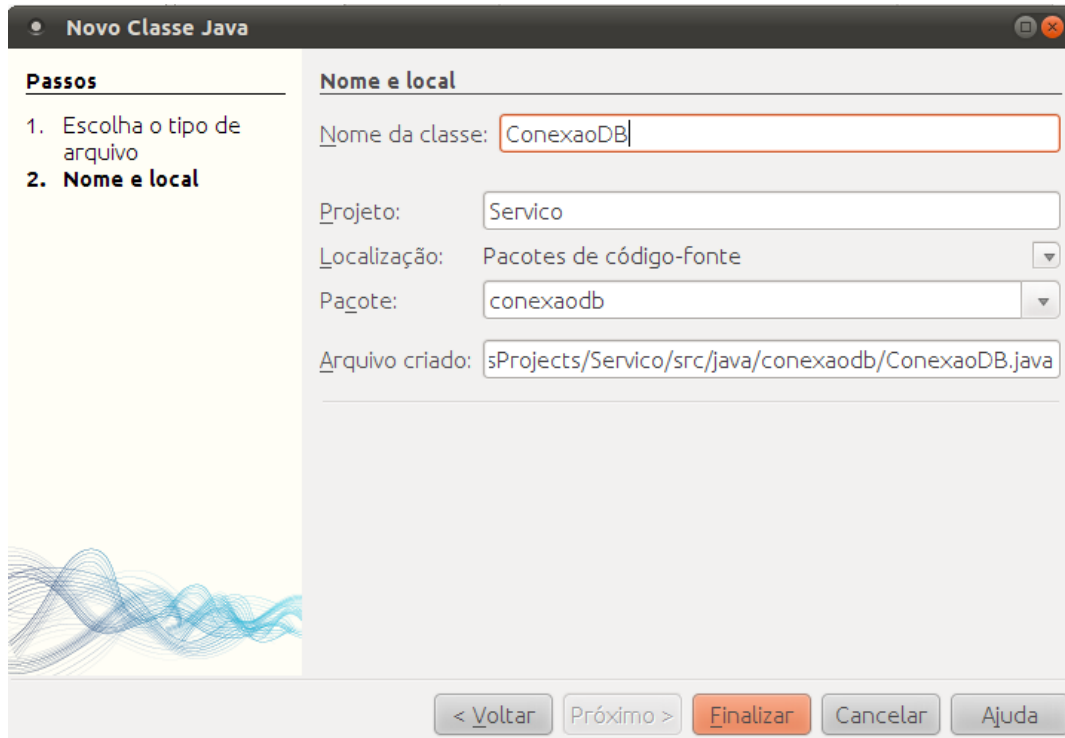 Novo Classe Java
Passos
1. Escolha o tipo de
arquivo
2. Nome e local
Nome e local
Nome da classe: ConexaoDB
Projeto: Servico
Localização: Pacotes de código-fonte
Pacote: conexaodb
Arquivo criado: sProjects/Servico/src/java/conexaodb/ConexaoDB.java
< Voltar Próximo > Finalizar Cancelar Ajuda